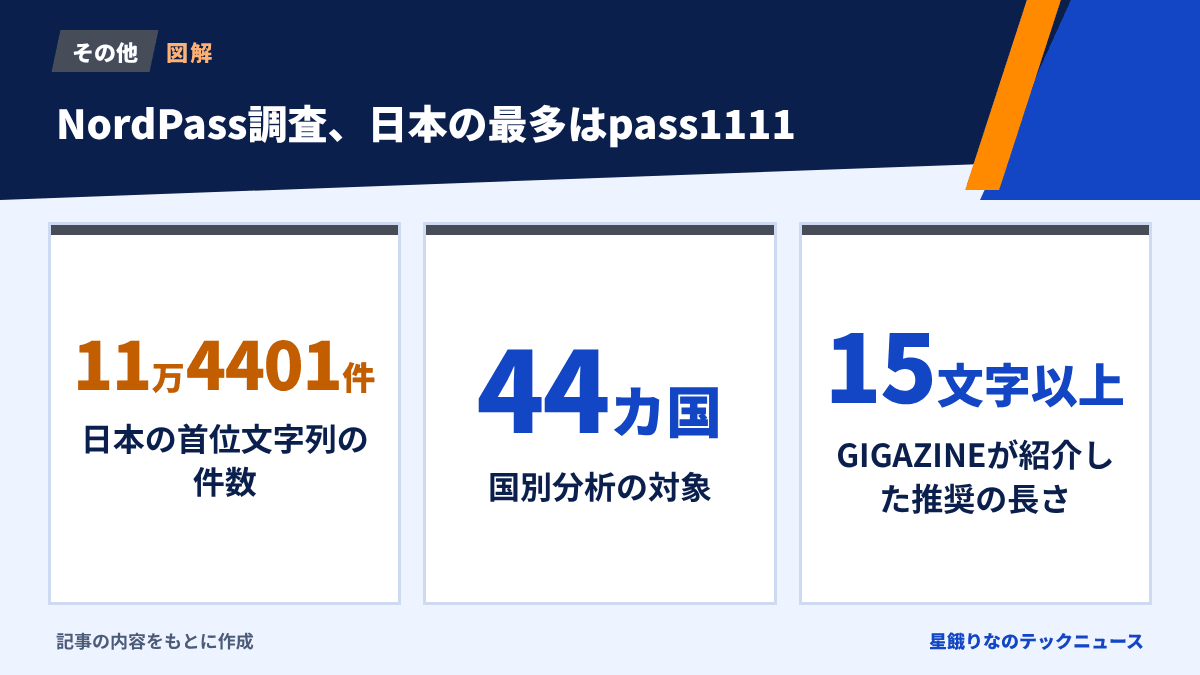 その他 図解
NordPass調査、日本の最多はpass1111
11万4401件
日本の首位文字列の
件数
44カ国
国別分析の対象
15文字以上
GIGAZINEが紹介し
た推奨の長さ
記事の内容をもとに作成
星餓りなのテックニュース